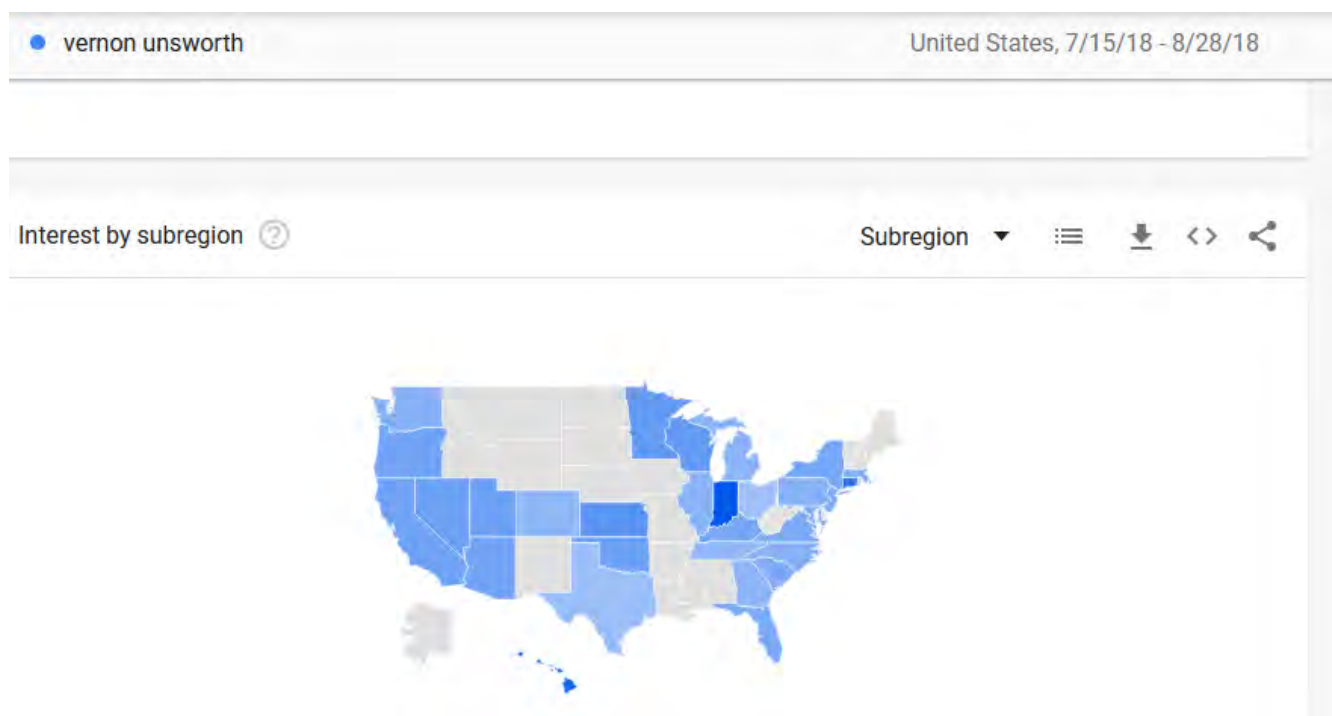 vernon unsworth United States, 7/15/18 - 8/28/18
Interest by subregion ? Subregion